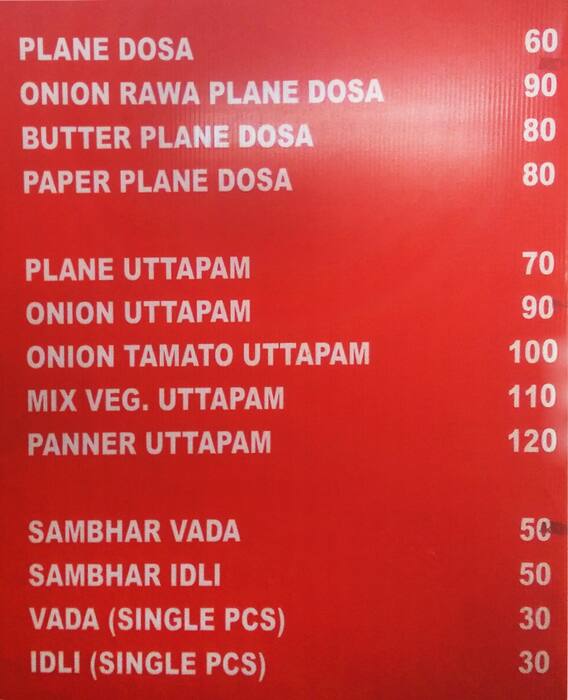 PLANE DOSA 60
ONION RAWA PLANE DOSA 90
BUTTER PLANE DOSA 80
PAPER PLANE DOSA 80
PLANE UTTAPAM 70
ONION UTTAPAM 90
ONION TAMATO UTTAPAM 100
MIX VEG. UTTAPAM 110
PANNER UTTAPAM 120
SAMBHAR VADA 50
SAMBHAR IDLI 50
VADA (SINGLE PCS) 30
IDLI (SINGLE PCS) 30